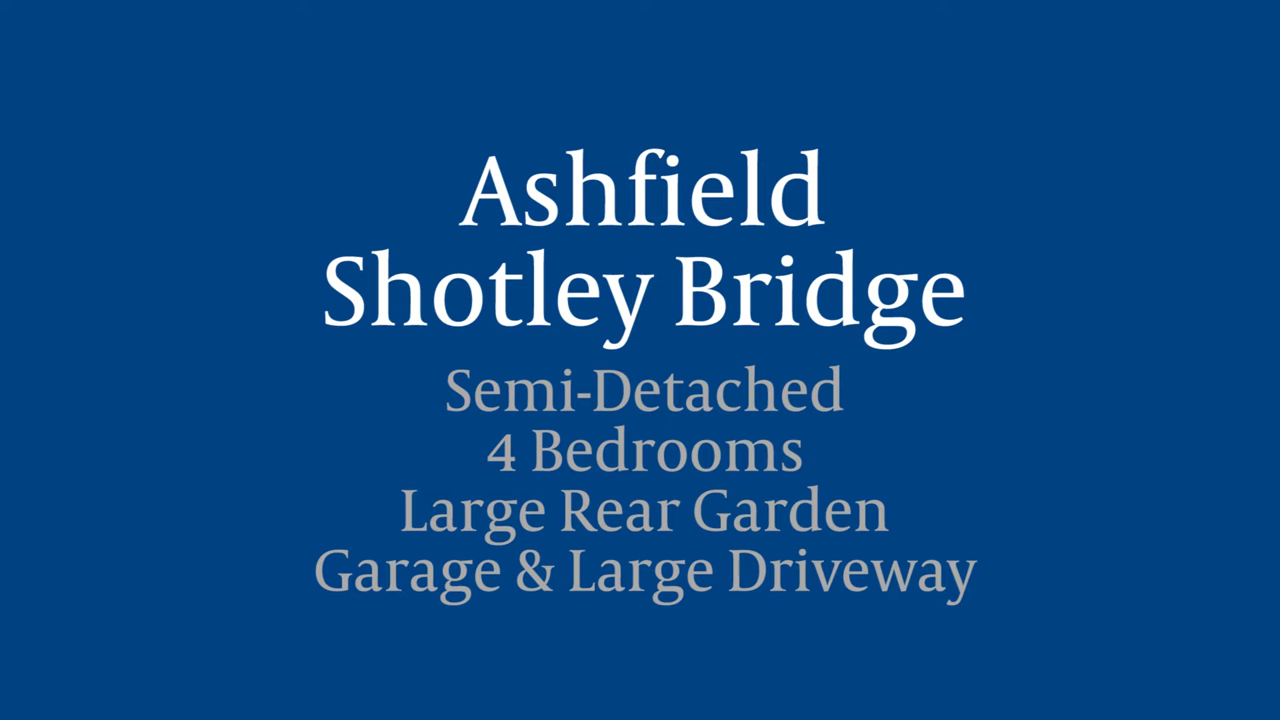 Ashfield
Shotley Bridge
Semi-Detached
4 Bedrooms
Large Rear Garden
Garage & Large Driveway